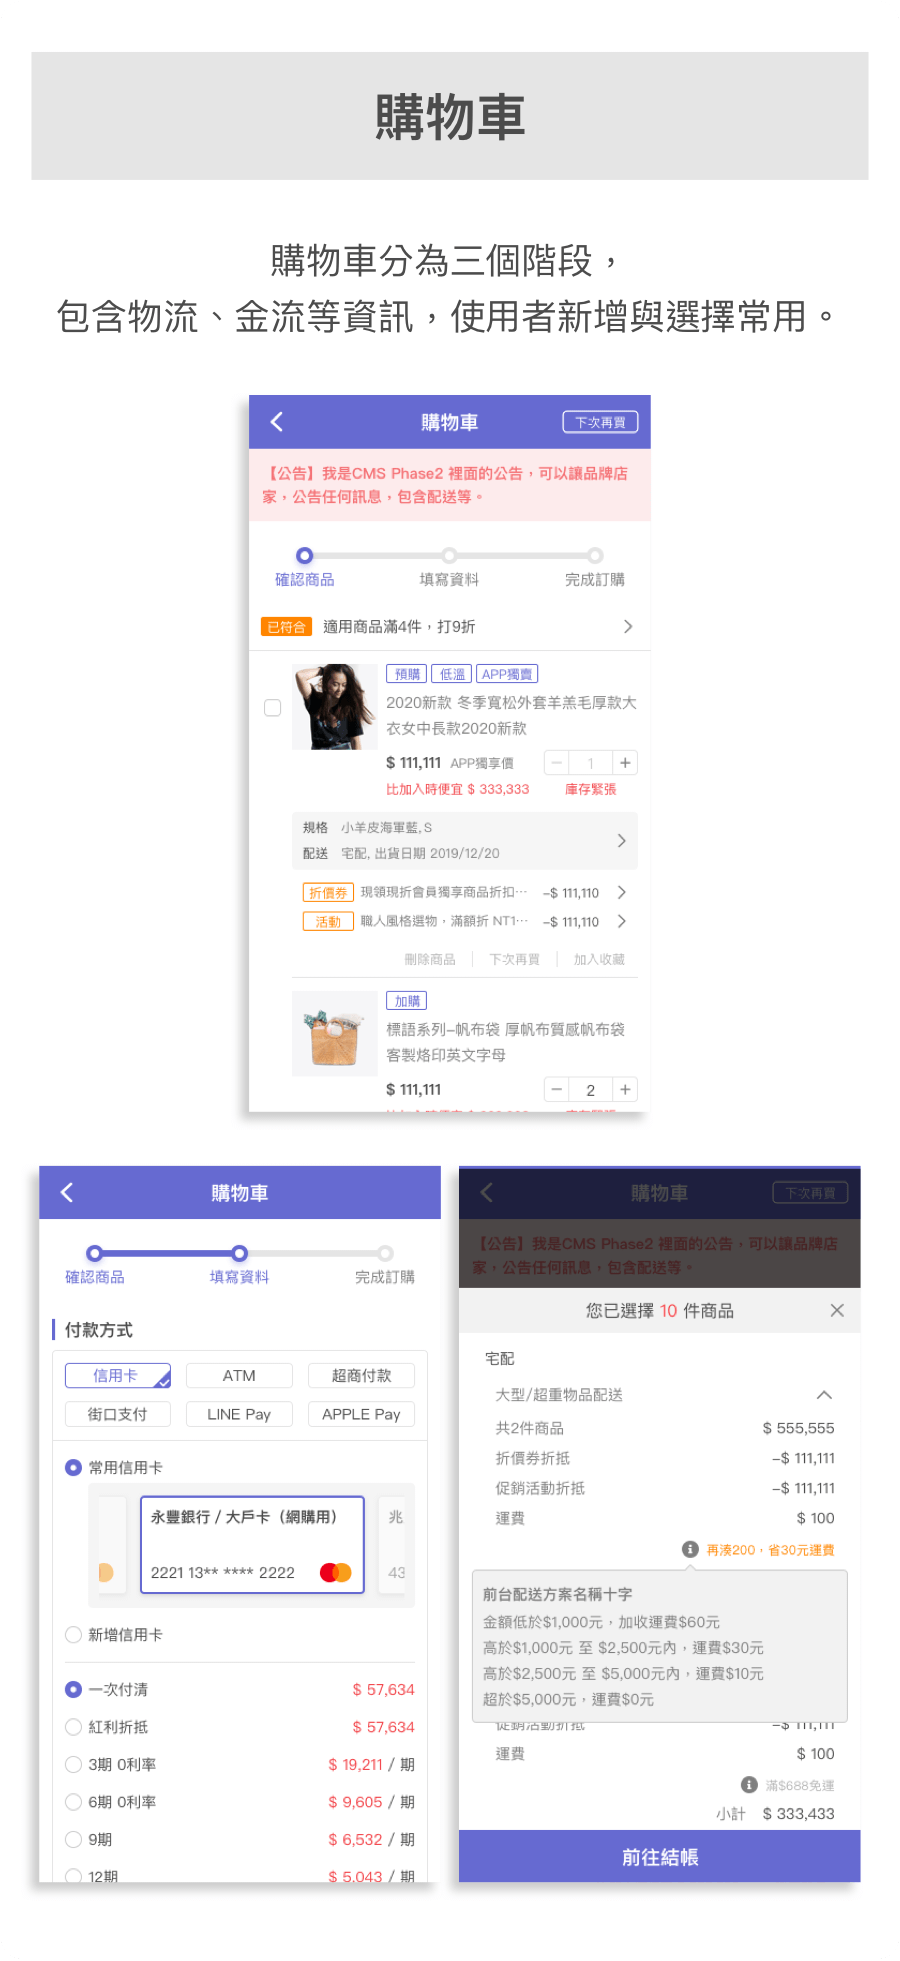 購物車
購物車分為三個階段，
包含物流、金流等資訊，使用者新增與選擇常用。
購物車
下次再買
【公告】我是CMS Phase2 裡面的公告，可以讓品牌店
家，公告任何訊息，包含配送等。
確認商品
填寫資料
完成訂購
已符合 適用商品滿4件，打9折
預購 低溫 APP獨賣
2020新款 冬季寬松外套羊羔毛厚款大
衣女中長款2020新款
$ 111,111 APP獨享價 − 1 +
比加入時便宜 $ 333,333 庫存緊張
規格 小羊皮海軍藍, S
配送 宅配, 出貨日期 2019/12/20
折價券 現領現折會員獨享商品折扣⋯ -$ 111,110
活動 職人風格選物，滿額折 NT1⋯ -$ 111,110
刪除商品 下次再買 加入收藏
加購
標語系列-帆布袋 厚帆布質感帆布袋
客製烙印英文字母
$ 111,111 − 2 +
購物車
確認商品
填寫資料
完成訂購
付款方式
信用卡 ATM 超商付款
街口支付 LINE Pay APPLE Pay
常用信用卡
永豐銀行 / 大戶卡（網購用）
兆
2221 13** **** 2222
43
新增信用卡
一次付清 $ 57,634
紅利折抵 $ 57,634
3期 0利率 $ 19,211 / 期
6期 0利率 $ 9,605 / 期
9期 $ 6,532 / 期
12期 $ 5,043 / 期
購物車
下次再買
【公告】我是CMS Phase2 裡面的公告，可以讓品牌店
家，公告任何訊息，包含配送等。
您已選擇 10 件商品
宅配
大型/超重物品配送
共2件商品 $ 555,555
折價券折抵 -$ 111,111
促銷活動折抵 -$ 111,111
運費 $ 100
再湊200，省30元運費
前台配送方案名稱十字
金額低於$1,000元，加收運費$60元
高於$1,000元 至 $2,500元內，運費$30元
高於$2,500元 至 $5,000元內，運費$10元
超於$5,000元，運費$0元
促銷活動折抵 -$ 111,111
運費 $ 100
滿$688免運
小計 $ 333,433
前往結帳